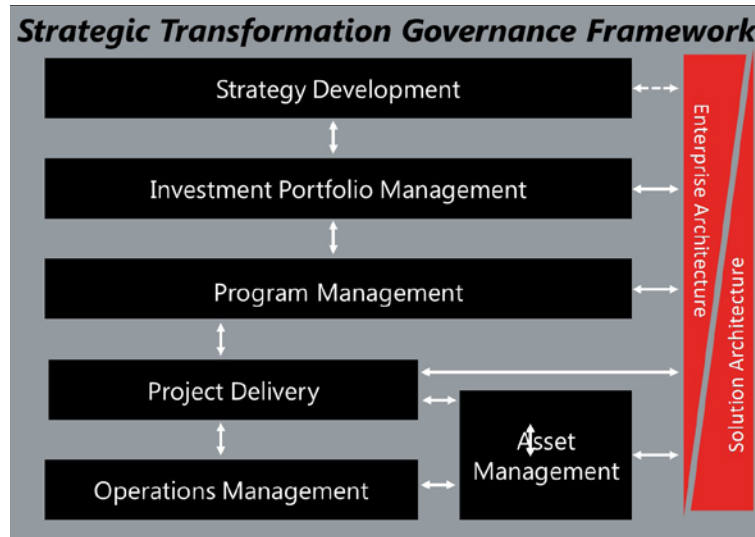 Strategic Transformation Governance Framework
Strategy Development
Investment Portfolio Management
Program Management
Project Delivery
Asset
Management
Operations Management
Enterprise Architecture
Solution Architecture